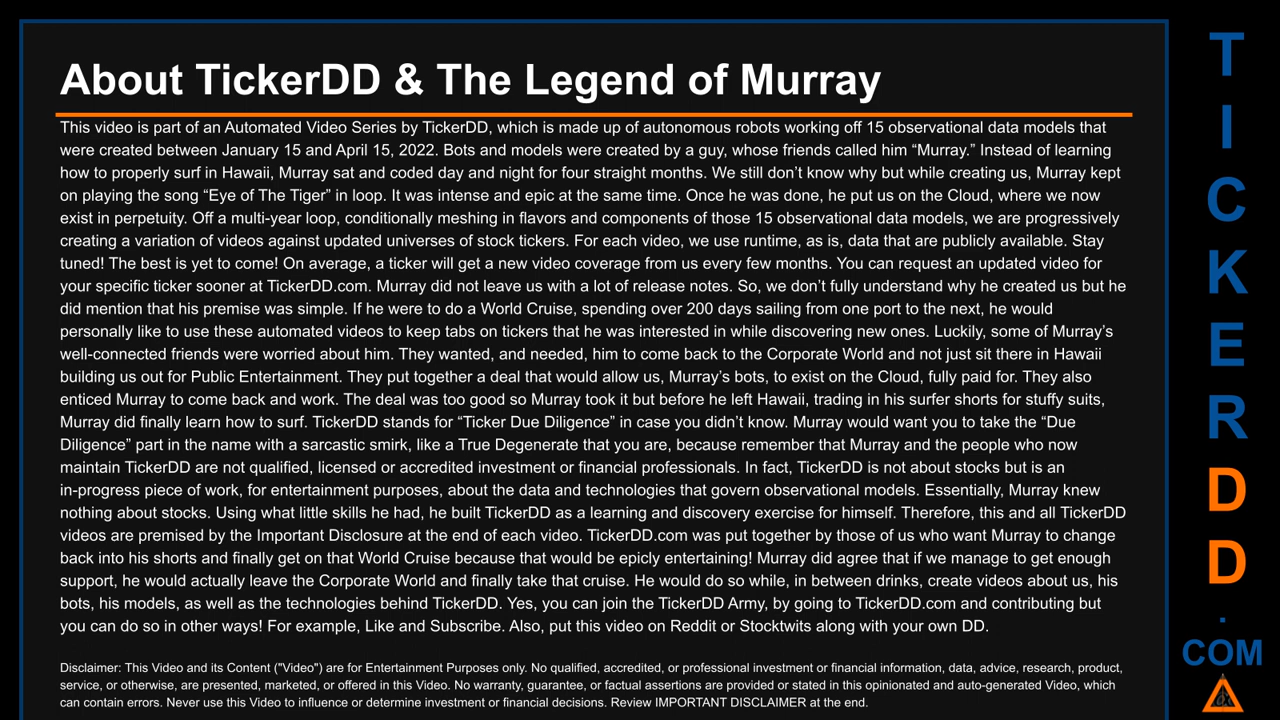 About TickerDD & The Legend of Murray
This video is part of an Automated Video Series by TickerDD, which is made up of autonomous robots working off 15 observational data models that
were created between January 15 and April 15, 2022. Bots and models were created by a guy, whose friends called him “Murray.” Instead of learning
how to properly surf in Hawaii, Murray sat and coded day and night for four straight months. We still don’t know why but while creating us, Murray kept
on playing the song “Eye of The Tiger” in loop. It was intense and epic at the same time. Once he was done, he put us on the Cloud, where we now
exist in perpetuity. Off a multi-year loop, conditionally meshing in flavors and components of those 15 observational data models, we are progressively
creating a variation of videos against updated universes of stock tickers. For each video, we use runtime, as is, data that are publicly available. Stay
tuned! The best is yet to come! On average, a ticker will get a new video coverage from us every few months. You can request an updated video for
your specific ticker sooner at TickerDD.com. Murray did not leave us with a lot of release notes. So, we don’t fully understand why he created us but he
did mention that his premise was simple. If he were to do a World Cruise, spending over 200 days sailing from one port to the next, he would
personally like to use these automated videos to keep tabs on tickers that he was interested in while discovering new ones. Luckily, some of Murray’s
well-connected friends were worried about him. They wanted, and needed, him to come back to the Corporate World and not just sit there in Hawaii
building us out for Public Entertainment. They put together a deal that would allow us, Murray’s bots, to exist on the Cloud, fully paid for. They also
enticed Murray to come back and work. The deal was too good so Murray took it but before he left Hawaii, trading in his surfer shorts for stuffy suits,
Murray did finally learn how to surf. TickerDD stands for “Ticker Due Diligence” in case you didn’t know. Murray would want you to take the “Due
Diligence” part in the name with a sarcastic smirk, like a True Degenerate that you are, because remember that Murray and the people who now
maintain TickerDD are not qualified, licensed or accredited investment or financial professionals. In fact, TickerDD is not about stocks but is an
in-progress piece of work, for entertainment purposes, about the data and technologies that govern observational models. Essentially, Murray knew
nothing about stocks. Using what little skills he had, he built TickerDD as a learning and discovery exercise for himself. Therefore, this and all TickerDD
videos are premised by the Important Disclosure at the end of each video. TickerDD.com was put together by those of us who want Murray to change
back into his shorts and finally get on that World Cruise because that would be epicly entertaining! Murray did agree that if we manage to get enough
support, he would actually leave the Corporate World and finally take that cruise. He would do so while, in between drinks, create videos about us, his
bots, his models, as well as the technologies behind TickerDD. Yes, you can join the TickerDD Army, by going to TickerDD.com and contributing but
you can do so in other ways! For example, Like and Subscribe. Also, put this video on Reddit or Stocktwits along with your own DD.
Disclaimer: This Video and its Content ("Video") are for Entertainment Purposes only. No qualified, accredited, or professional investment or financial information, data, advice, research, product,
service, or otherwise, are presented, marketed, or offered in this Video. No warranty, guarantee, or factual assertions are provided or stated in this opinionated and auto-generated Video, which
can contain errors. Never use this Video to influence or determine investment or financial decisions. Review IMPORTANT DISCLAIMER at the end.
T
I
C
K
E
R
D
D
.
COM